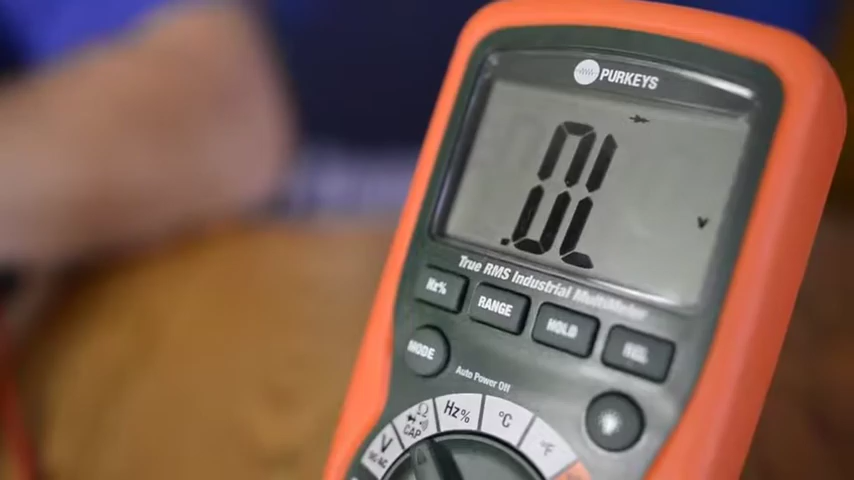 PURKEYS
.0L
V
True RMS Industrial MultiMeter
Hz%
RANGE
HOLD
REL
MODE
Auto Power Off
Ω
CAP
Hz%
°C
°F
V